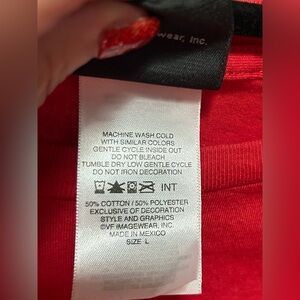 wear, Inc.
MACHINE WASH COLD
WITH SIMILAR COLORS
GENTLE CYCLE INSIDE OUT
DO NOT BLEACH
TUMBLE DRY LOW GENTLE CYCLE
DO NOT IRON DECORATION
INT
50% COTTON / 50% POLYESTER
EXCLUSIVE OF DECORATION
STYLE AND GRAPHICS
©VF IMAGEWEAR, INC.
MADE IN MEXICO
SIZE L